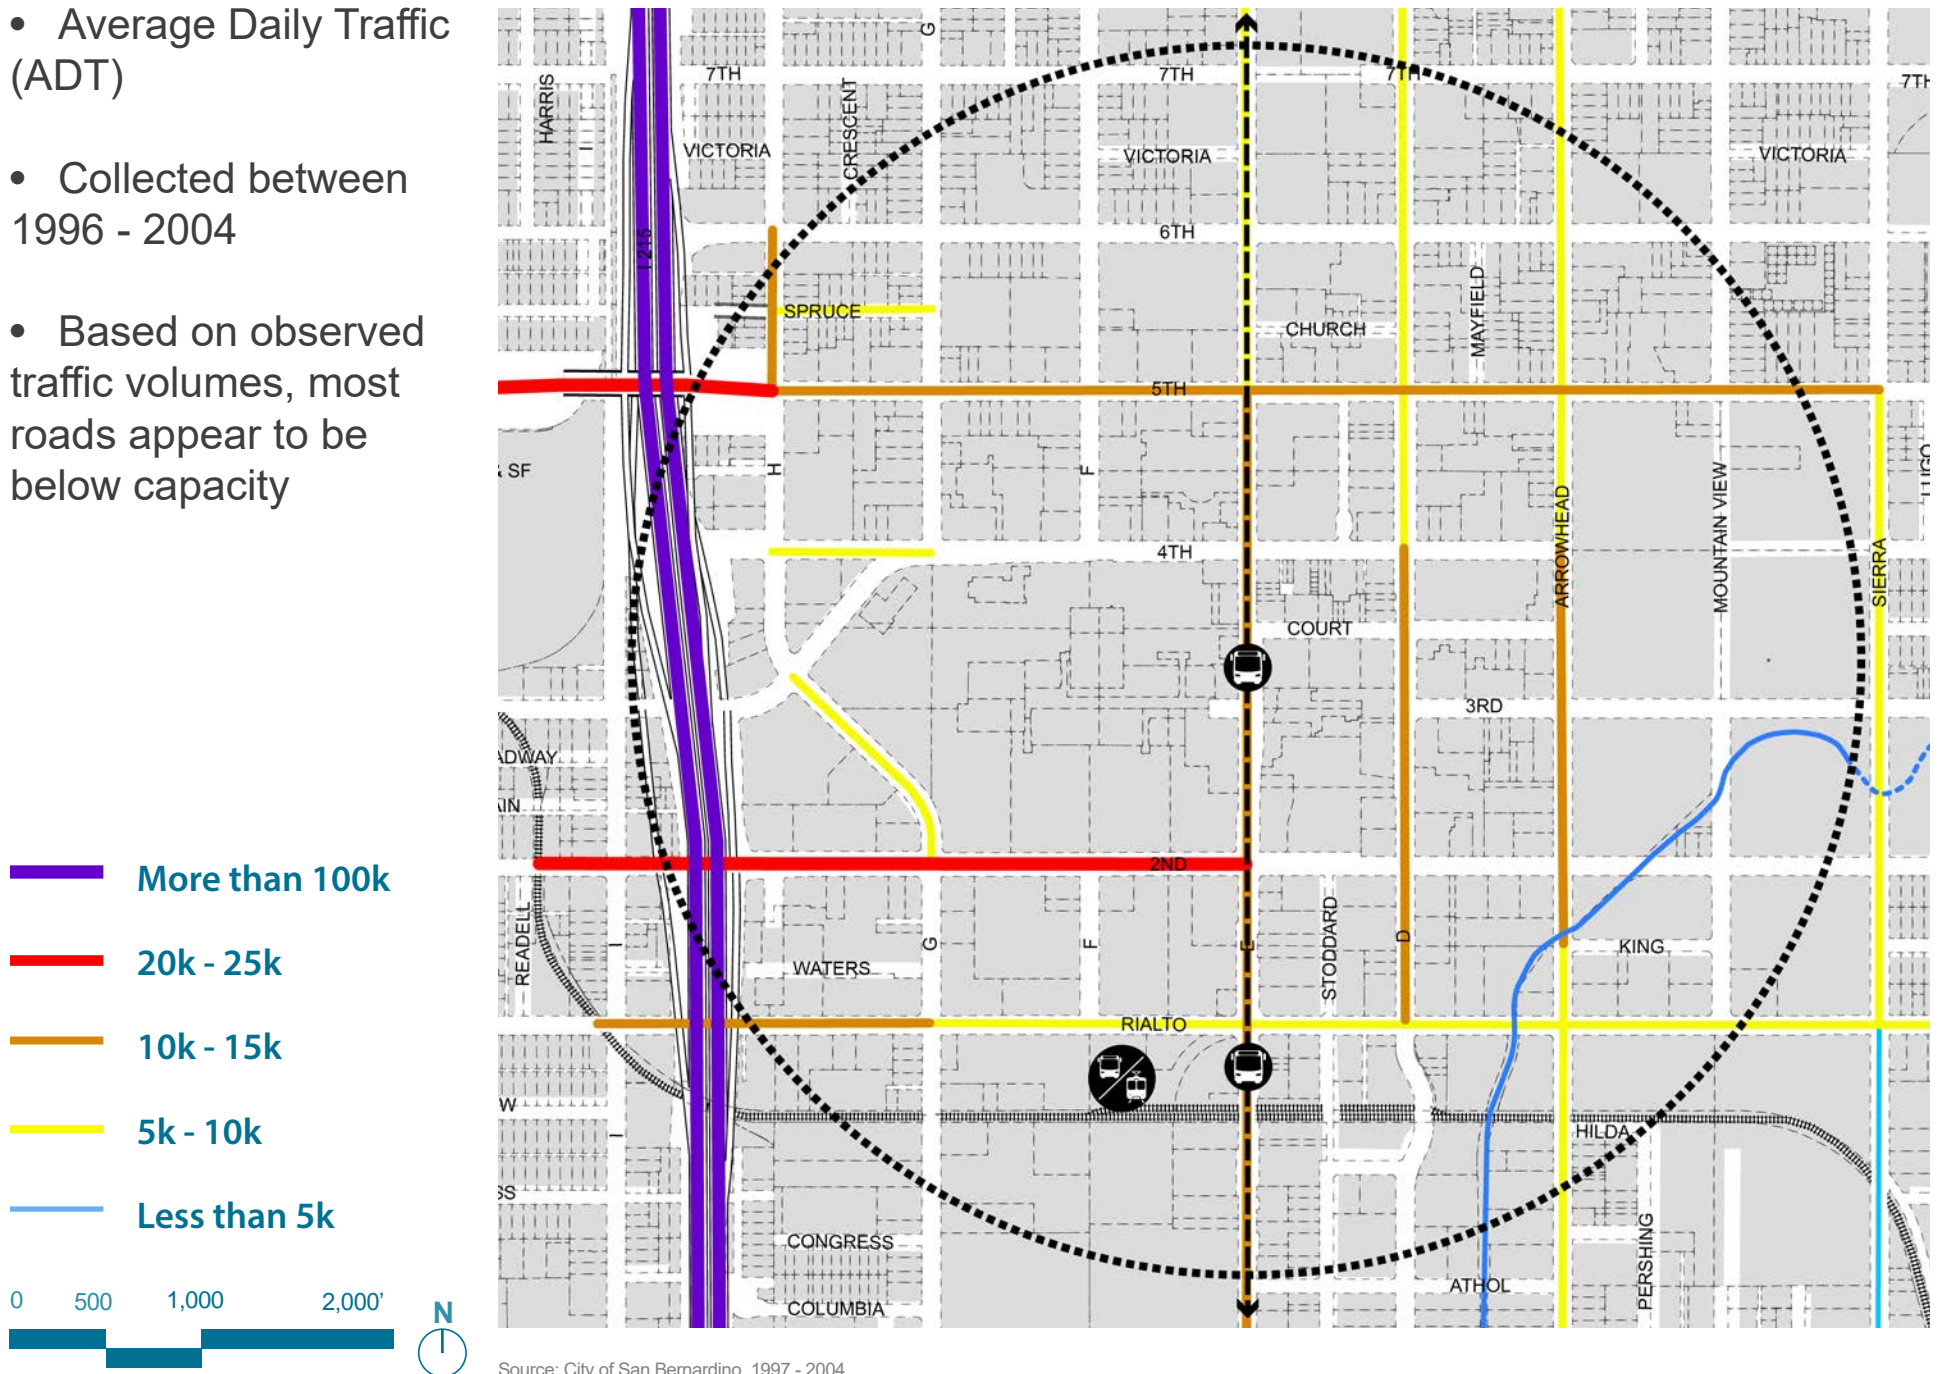 • Average Daily Traffic
(ADT)
• Collected between
1996 - 2004
• Based on observed
traffic volumes, most
roads appear to be
below capacity
More than 100k
20k - 25k
10k - 15k
5k - 10k
Less than 5k
0 500 1,000 2,000'
N
G
7TH 7TH 7TH 7TH
HARRIS
CRESCENT
VICTORIA VICTORIA VICTORIA
I 215
6TH
SPRUCE
CHURCH
MAYFIELD
5TH
& SF
H
F
LUGO
4TH
ARROWHEAD
MOUNTAIN VIEW
SIERRA
COURT
3RD
ADWAY
AIN
2ND
READELL
I
G
F
E
STODDARD
D
KING
WATERS
RIALTO
W
I
HILDA
SS
CONGRESS
PERSHING
ATHOL
COLUMBIA
Source: City of San Bernardino, 1997 - 2004